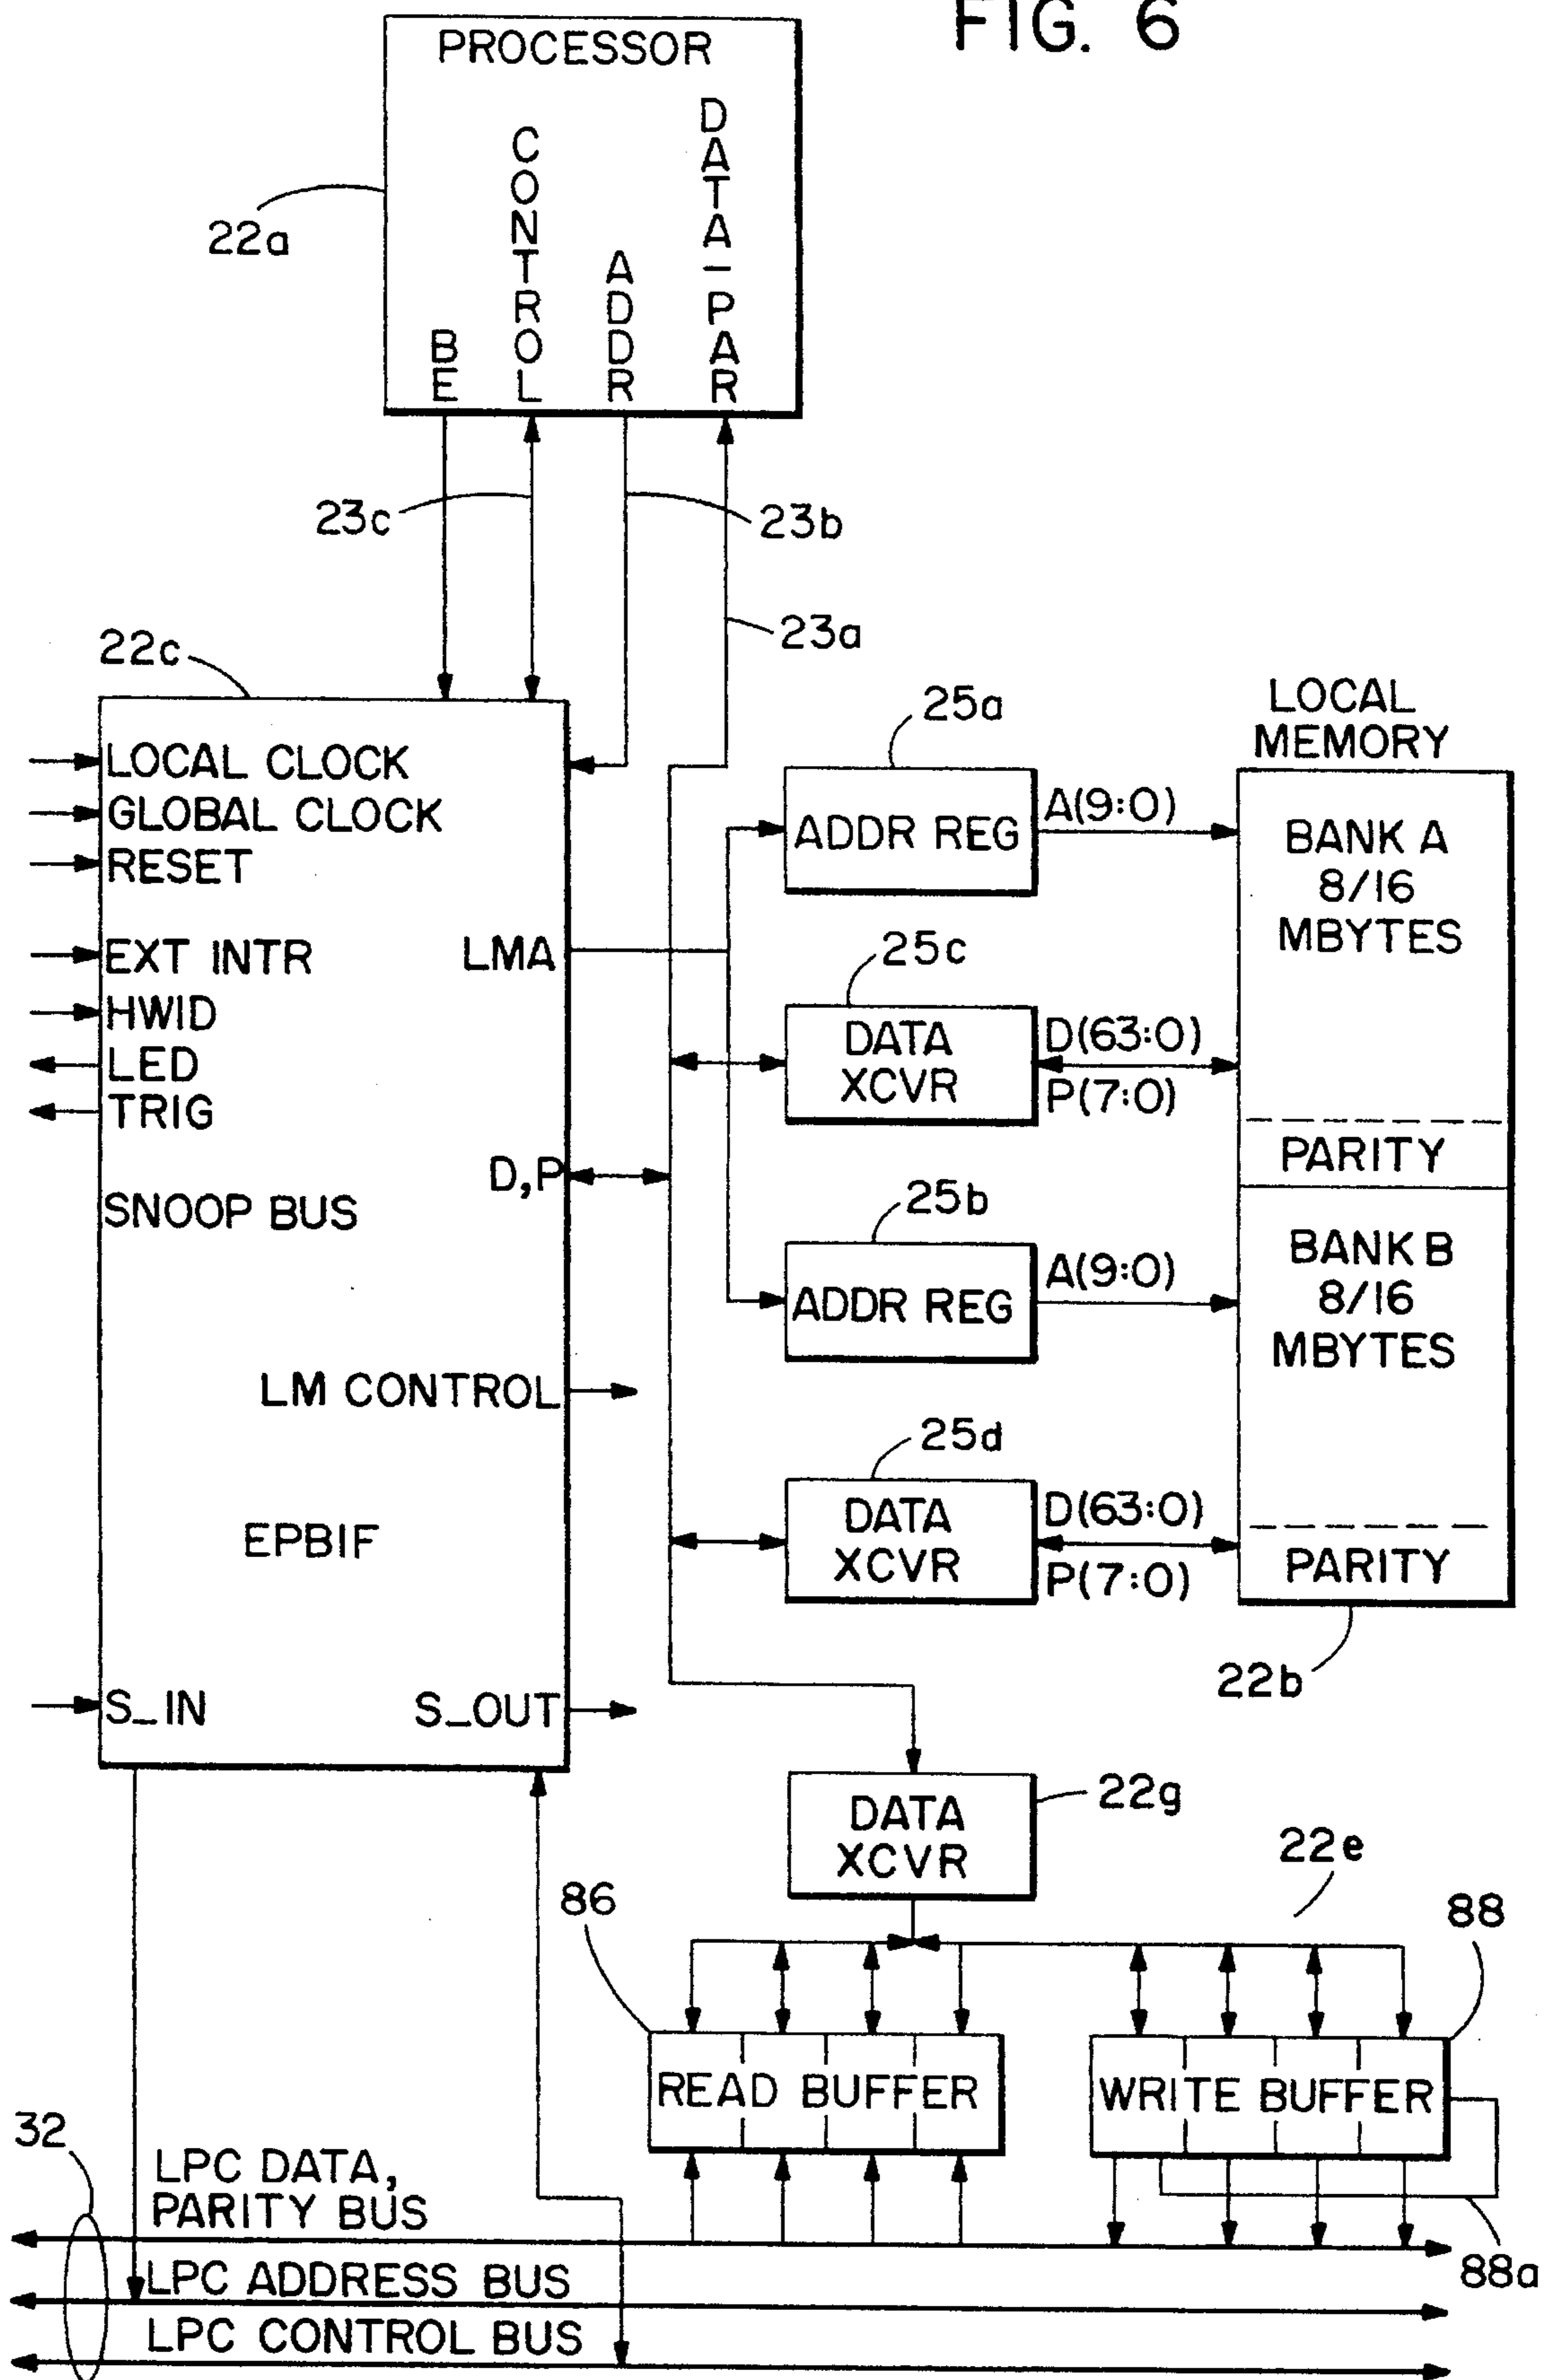 FIG. 6
PROCESSOR
BE
CONTROL
ADDR
DATA-PAR
22a
23c
23b
23a
22c
LOCAL CLOCK
GLOBAL CLOCK
RESET
EXT INTR
HWID
LED
TRIG
SNOOP BUS
LMA
D,P
LM CONTROL
EPBIF
S_IN
S_OUT
25a
ADDR REG
A(9:0)
25c
DATA
XCVR
D(63:0)
P(7:0)
25b
ADDR REG
A(9:0)
25d
DATA
XCVR
D(63:0)
P(7:0)
LOCAL
MEMORY
BANK A
8/16
MBYTES
PARITY
BANK B
8/16
MBYTES
PARITY
22b
DATA
XCVR
22g
22e
86
88
READ BUFFER
WRITE BUFFER
88a
32
LPC DATA,
PARITY BUS
LPC ADDRESS BUS
LPC CONTROL BUS